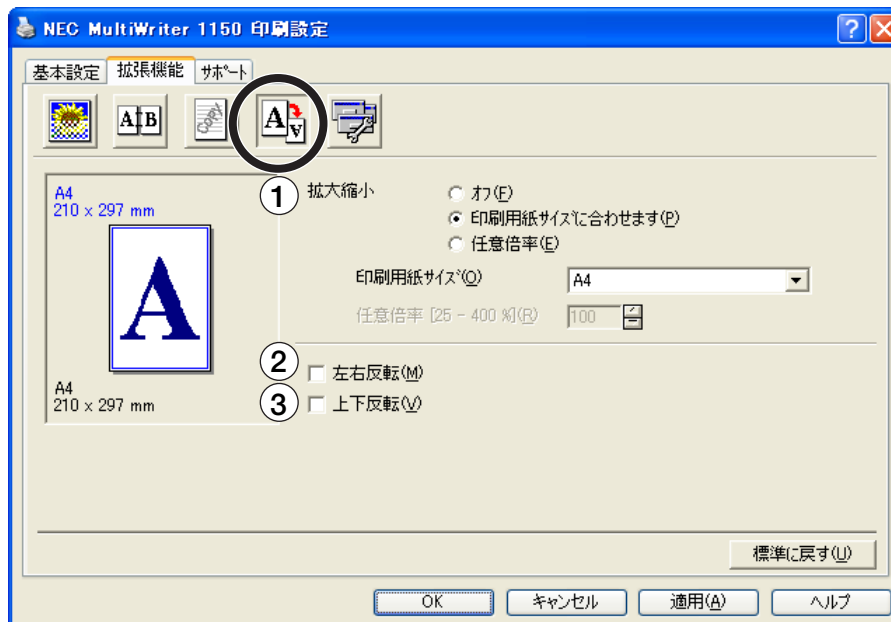 NEC MultiWriter 1150 印刷設定
基本設定 拡張機能 サポート
A B
Copy
A A
A4
210 x 297 mm
A
A4
210 x 297 mm
① 拡大縮小
オフ(F)
印刷用紙サイズに合わせます(P)
任意倍率(E)
印刷用紙サイズ(O) A4
任意倍率 [25 - 400 %](R) 100
② 左右反転(M)
③ 上下反転(V)
標準に戻す(U)
OK キャンセル 適用(A) ヘルプ